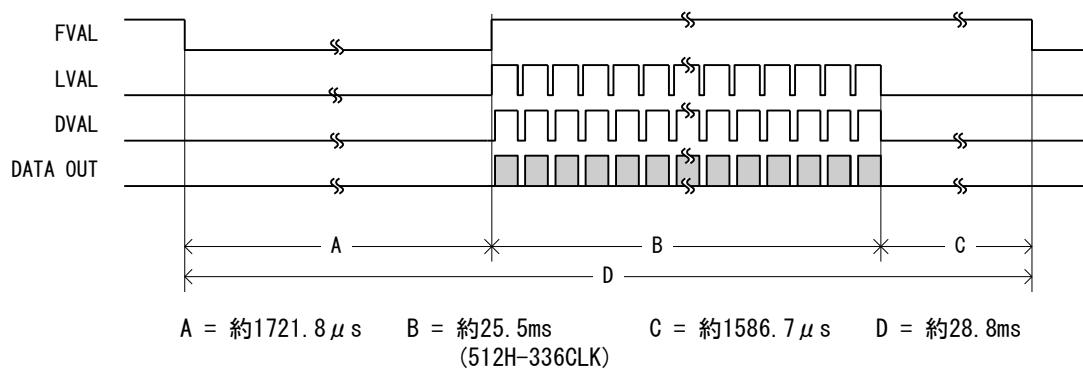 FVAL
LVAL
DVAL
DATA OUT
A
B
C
D
A = 約1721.8μs B = 約25.5ms C = 約1586.7μs D = 約28.8ms
(512H-336CLK)